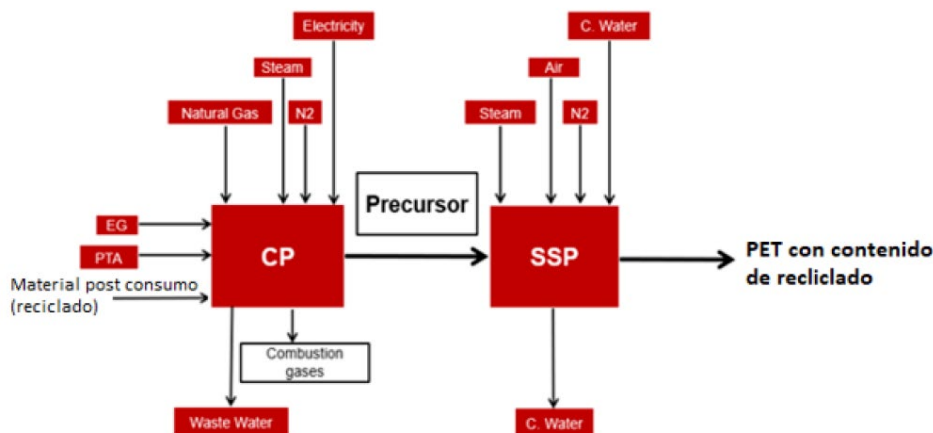 Electricity
C. Water
Steam
Air
Natural Gas
N2
Steam
N2
Precursor
EG
PTA
CP
SSP
PET con contenido
de recliclado
Material post consumo
(reciclado)
Combustion
gases
Waste Water
C. Water